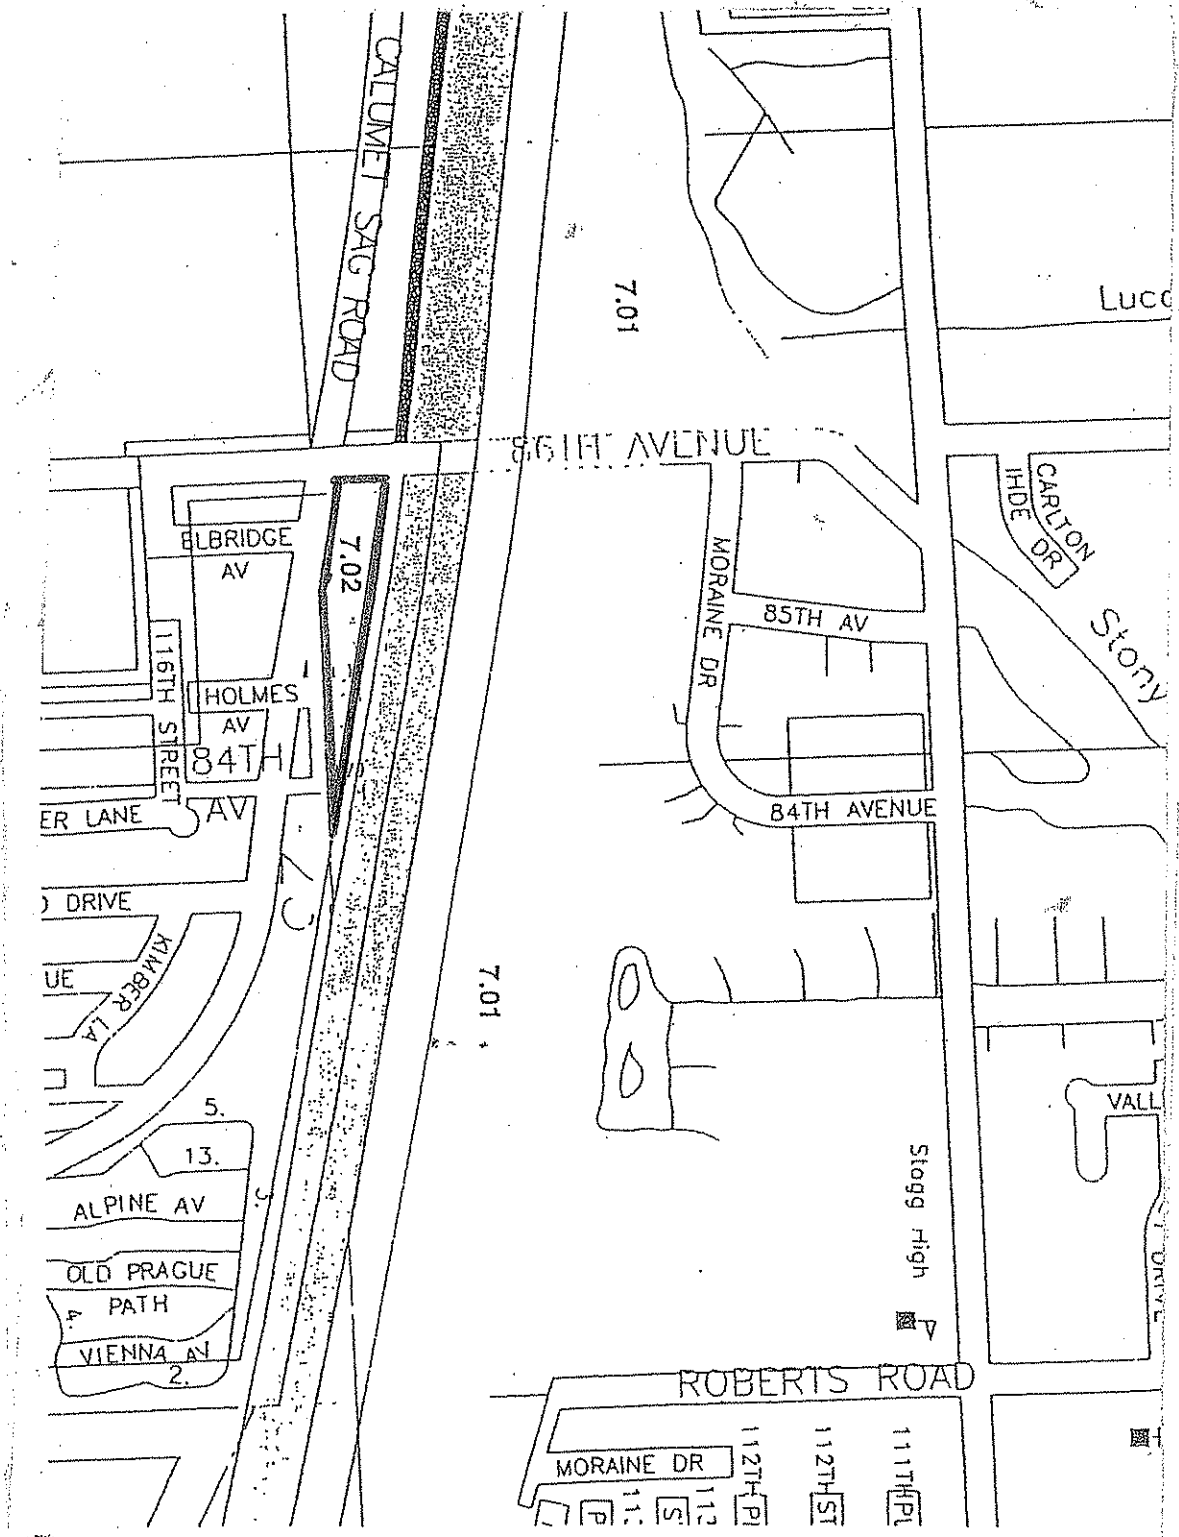 CALUMET SAG ROAD
7.01
Lucc
86TH AVENUE
CARLTON
IHDE DR
ELBRIDGE
AV
7.02
MORAINE DR
85TH AV
Stony
116TH STREET
HOLMES
AV
84TH
AV
ER LANE
84TH AVENUE
DRIVE
KIMBER LA
UE
7.01
5.
VALL
13.
Stagg High
ALPINE AV
3.
OLD PRAGUE
PATH
4.
VIENNA AV
2.
ROBERTS ROAD
MORAINE DR
112TH PL
112TH ST
111TH PL